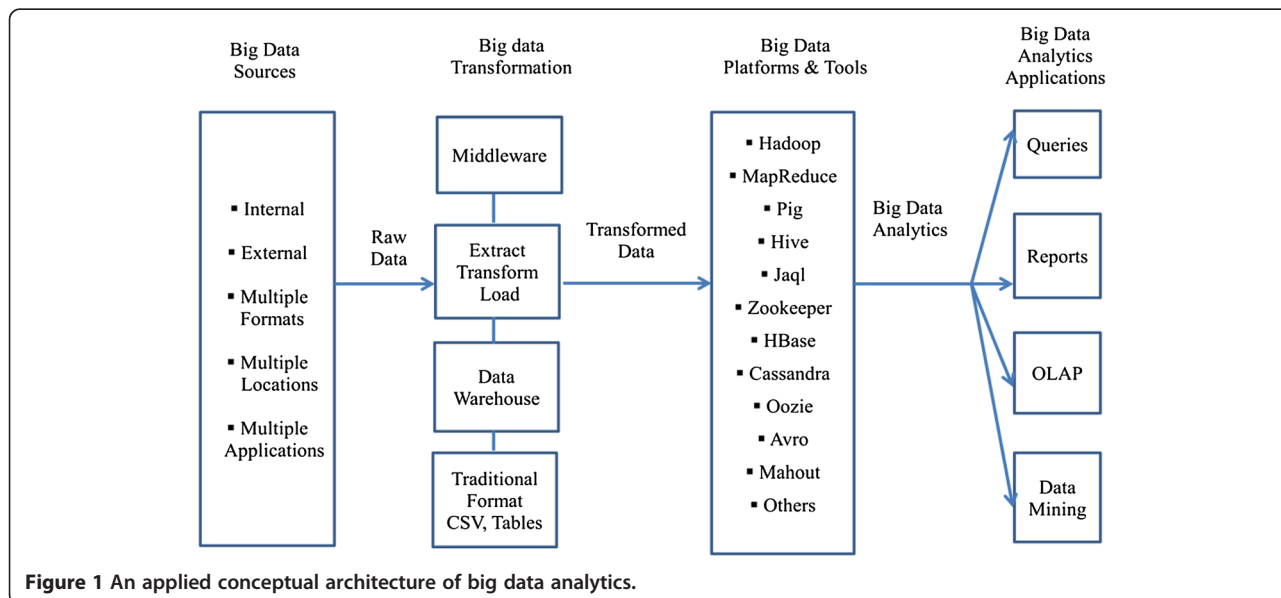 Big Data
Sources
▪ Internal
▪ External
▪ Multiple
Formats
▪ Multiple
Locations
▪ Multiple
Applications
Raw
Data
Big data
Transformation
Middleware
Extract
Transform
Load
Data
Warehouse
Traditional
Format
CSV, Tables
Transformed
Data
Big Data
Platforms & Tools
▪ Hadoop
▪ MapReduce
▪ Pig
▪ Hive
▪ Jaql
▪ Zookeeper
▪ HBase
▪ Cassandra
▪ Oozie
▪ Avro
▪ Mahout
▪ Others
Big Data
Analytics
Big Data
Analytics
Applications
Queries
Reports
OLAP
Data
Mining
Figure 1 An applied conceptual architecture of big data analytics.